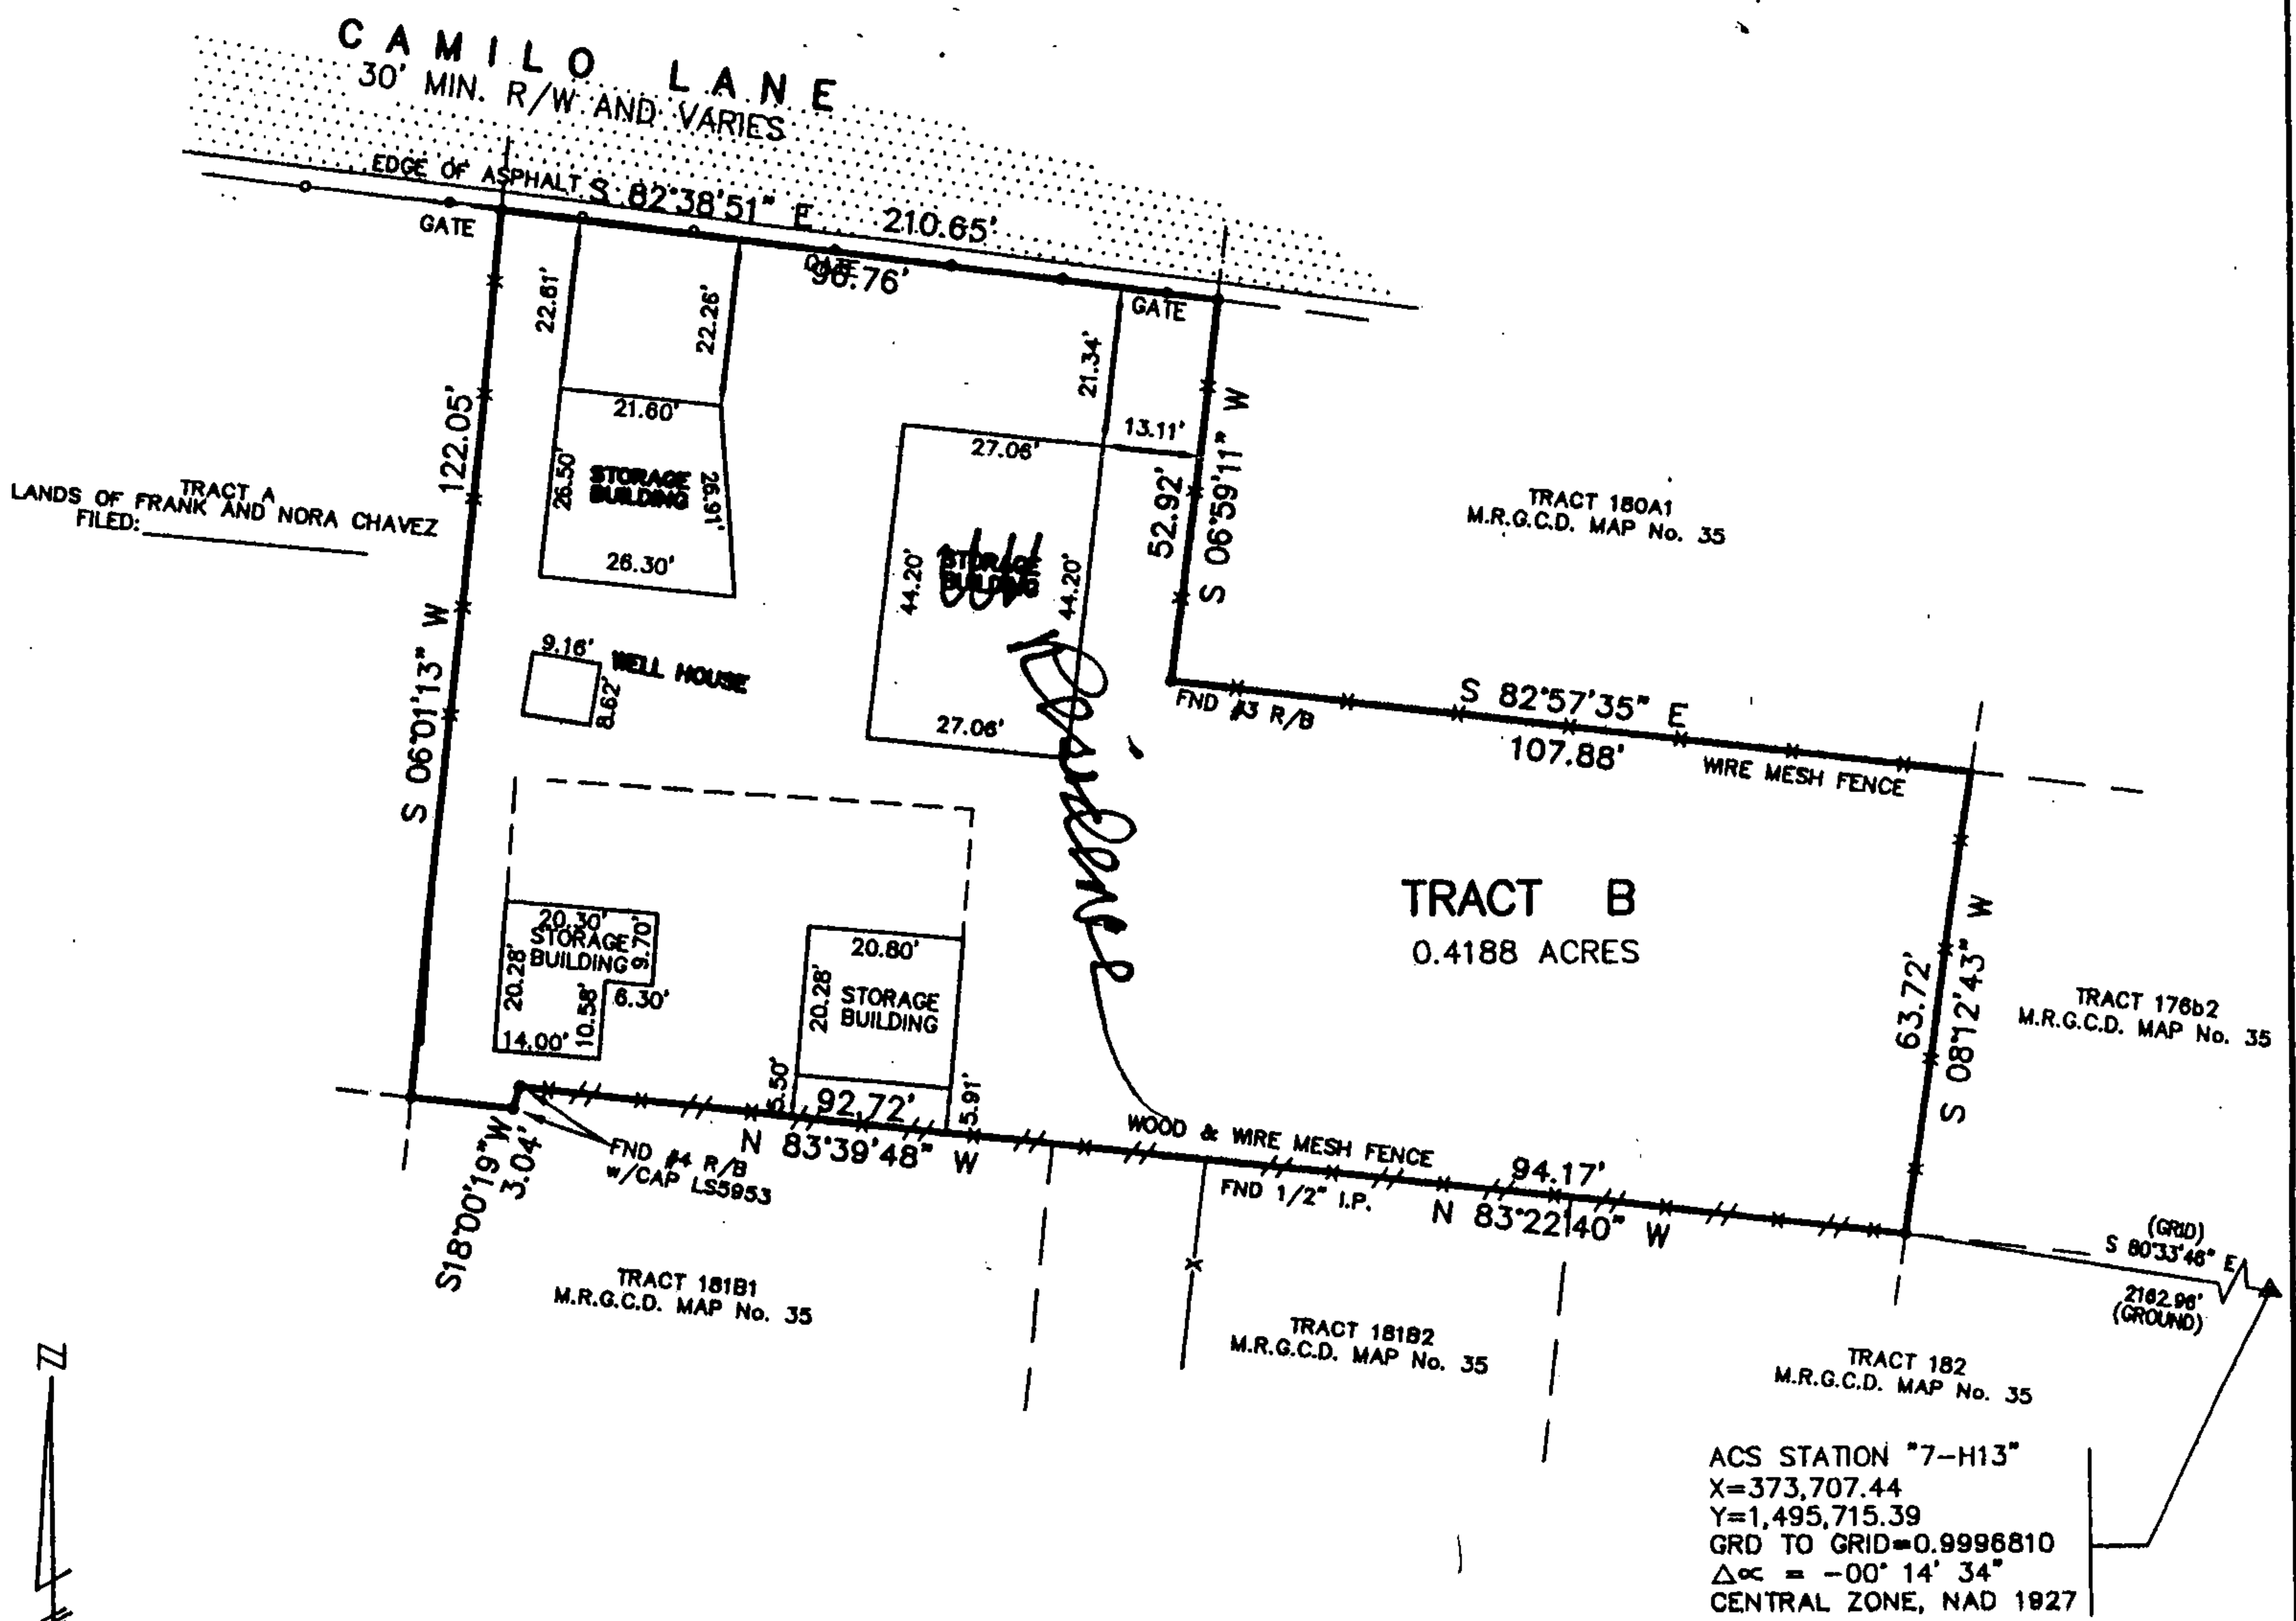 CAMILO LANE
30' MIN. R/W AND VARIES
EDGE OF ASPHALT
S 82°38'51" E 210.65'
GATE
GATE
96.76'
GATE
22.61'
22.26'
21.34'
13.11'
122.05'
S 06°01'13" W
TRACT A
LANDS OF FRANK AND NORA CHAVEZ
FILED:
21.60'
26.50'
STORAGE
BUILDING
26.91'
26.30'
27.06'
44.20'
STORAGE
BUILDING
44.20'
27.06'
52.92'
S 06°59'11" W
TRACT 180A1
M.R.G.C.D. MAP No. 35
9.16'
WELL HOUSE
8.62'
FND #3 R/B
S 82°57'35" E
107.88'
WIRE MESH FENCE
TRACT B
0.4188 ACRES
63.72'
S 08°12'43" W
TRACT 176b2
M.R.G.C.D. MAP No. 35
20.30'
STORAGE
BUILDING
9.70'
20.28'
10.58'
6.30'
14.00'
20.80'
20.28'
STORAGE
BUILDING
5.50'
5.91'
92.72'
N 83°39'48" W
S18°00'19"W
3.04'
FND #4 R/B
w/CAP LS5953
WOOD & WIRE MESH FENCE
FND 1/2" I.P.
94.17'
N 83°22'40" W
(GRID)
S 80°33'46" E
2162.96'
(GROUND)
TRACT 181B1
M.R.G.C.D. MAP No. 35
TRACT 181B2
M.R.G.C.D. MAP No. 35
TRACT 182
M.R.G.C.D. MAP No. 35
ACS STATION "7-H13"
X=373,707.44
Y=1,495,715.39
GRD TO GRID=0.9996810
Δ∝ = -00° 14' 34"
CENTRAL ZONE, NAD 1927